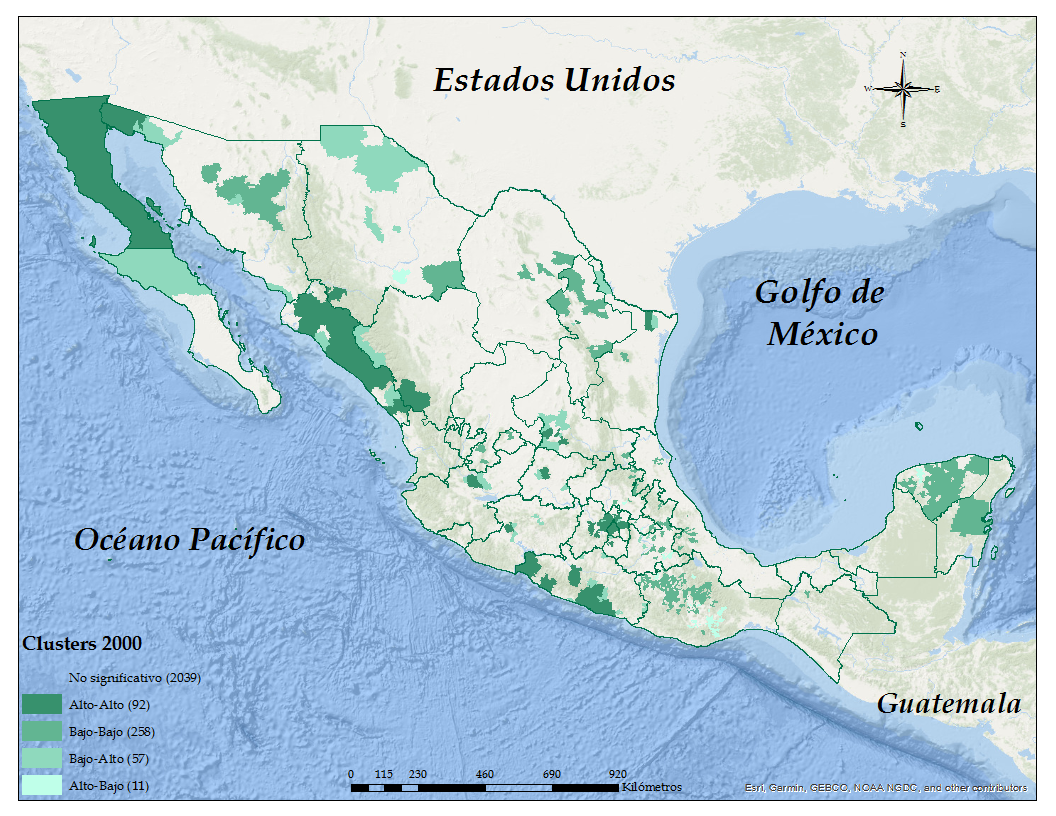 Estados Unidos
N
W
E
S
Golfo de
México
Océano Pacífico
Clusters 2000
No significativo (2039)
Alto-Alto (92)
Bajo-Bajo (258)
Bajo-Alto (57)
Alto-Bajo (11)
Guatemala
0 115 230 460 690 920
Kilómetros
Esri, Garmin, GEBCO, NOAA NGDC, and other contributors